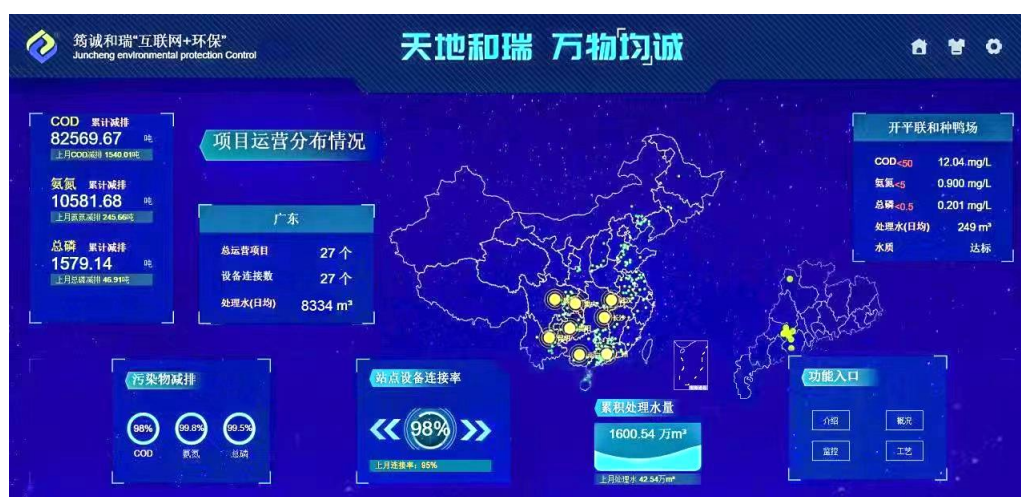 筠诚和瑞“互联网+环保”
Juncheng environmental protection Control
天地和瑞 万物均诚
COD 累计减排
82569.67 吨
上月COD减排 1540.01吨
氨氮 累计减排
10581.68 吨
上月氨氮减排 245.66吨
总磷 累计减排
1579.14 吨
上月总磷减排 46.91吨
项目运营分布情况
广东
总运营项目 27 个
设备连接数 27 个
处理水(日均) 8334 m³
开平联和种鸭场
COD<50 12.04 mg/L
氨氮<5 0.900 mg/L
总磷<0.5 0.201 mg/L
处理水(日均) 249 m³
水质 达标
污染物减排
98% 99.8% 99.5%
COD 氨氮 总磷
站点设备连接率
98%
上月连接率：95%
累积处理水量
1600.54 万m³
上月处理水 42.54万m³
功能入口
介绍 概况
监控 工艺